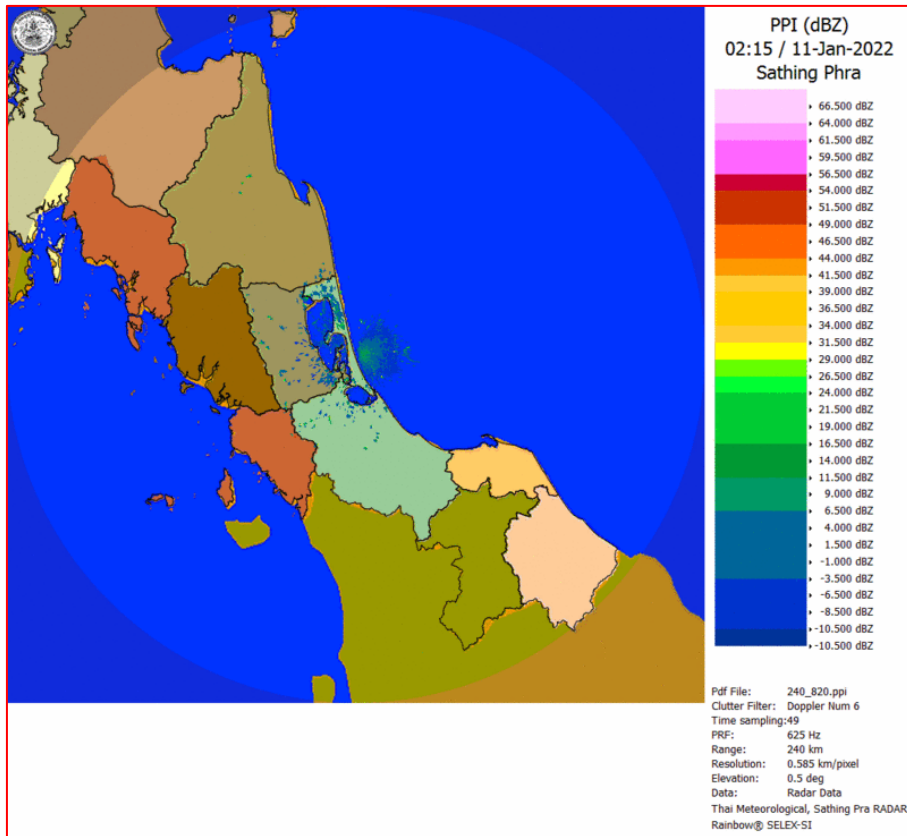 PPI (dBZ)
02:15 / 11-Jan-2022
Sathing Phra
66.500 dBZ
64.000 dBZ
61.500 dBZ
59.500 dBZ
56.500 dBZ
54.000 dBZ
51.500 dBZ
49.000 dBZ
46.500 dBZ
44.000 dBZ
41.500 dBZ
39.000 dBZ
36.500 dBZ
34.000 dBZ
31.500 dBZ
29.000 dBZ
26.500 dBZ
24.000 dBZ
21.500 dBZ
19.000 dBZ
16.500 dBZ
14.000 dBZ
11.500 dBZ
9.000 dBZ
6.500 dBZ
4.000 dBZ
1.500 dBZ
-1.000 dBZ
-3.500 dBZ
-6.500 dBZ
-8.500 dBZ
-10.500 dBZ
-10.500 dBZ
Pdf File: 240_820.ppi
Clutter Filter: Doppler Num 6
Time sampling:49
PRF: 625 Hz
Range: 240 km
Resolution: 0.585 km/pixel
Elevation: 0.5 deg
Data: Radar Data
Thai Meteorological, Sathing Pra RADAR
Rainbow® SELEX-SI